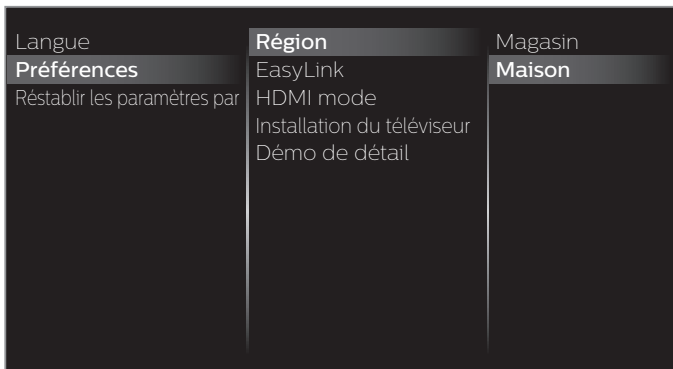 Langue
Préférences
Réstablir les paramètres par
Région
EasyLink
HDMI mode
Installation du téléviseur
Démo de détail
Magasin
Maison